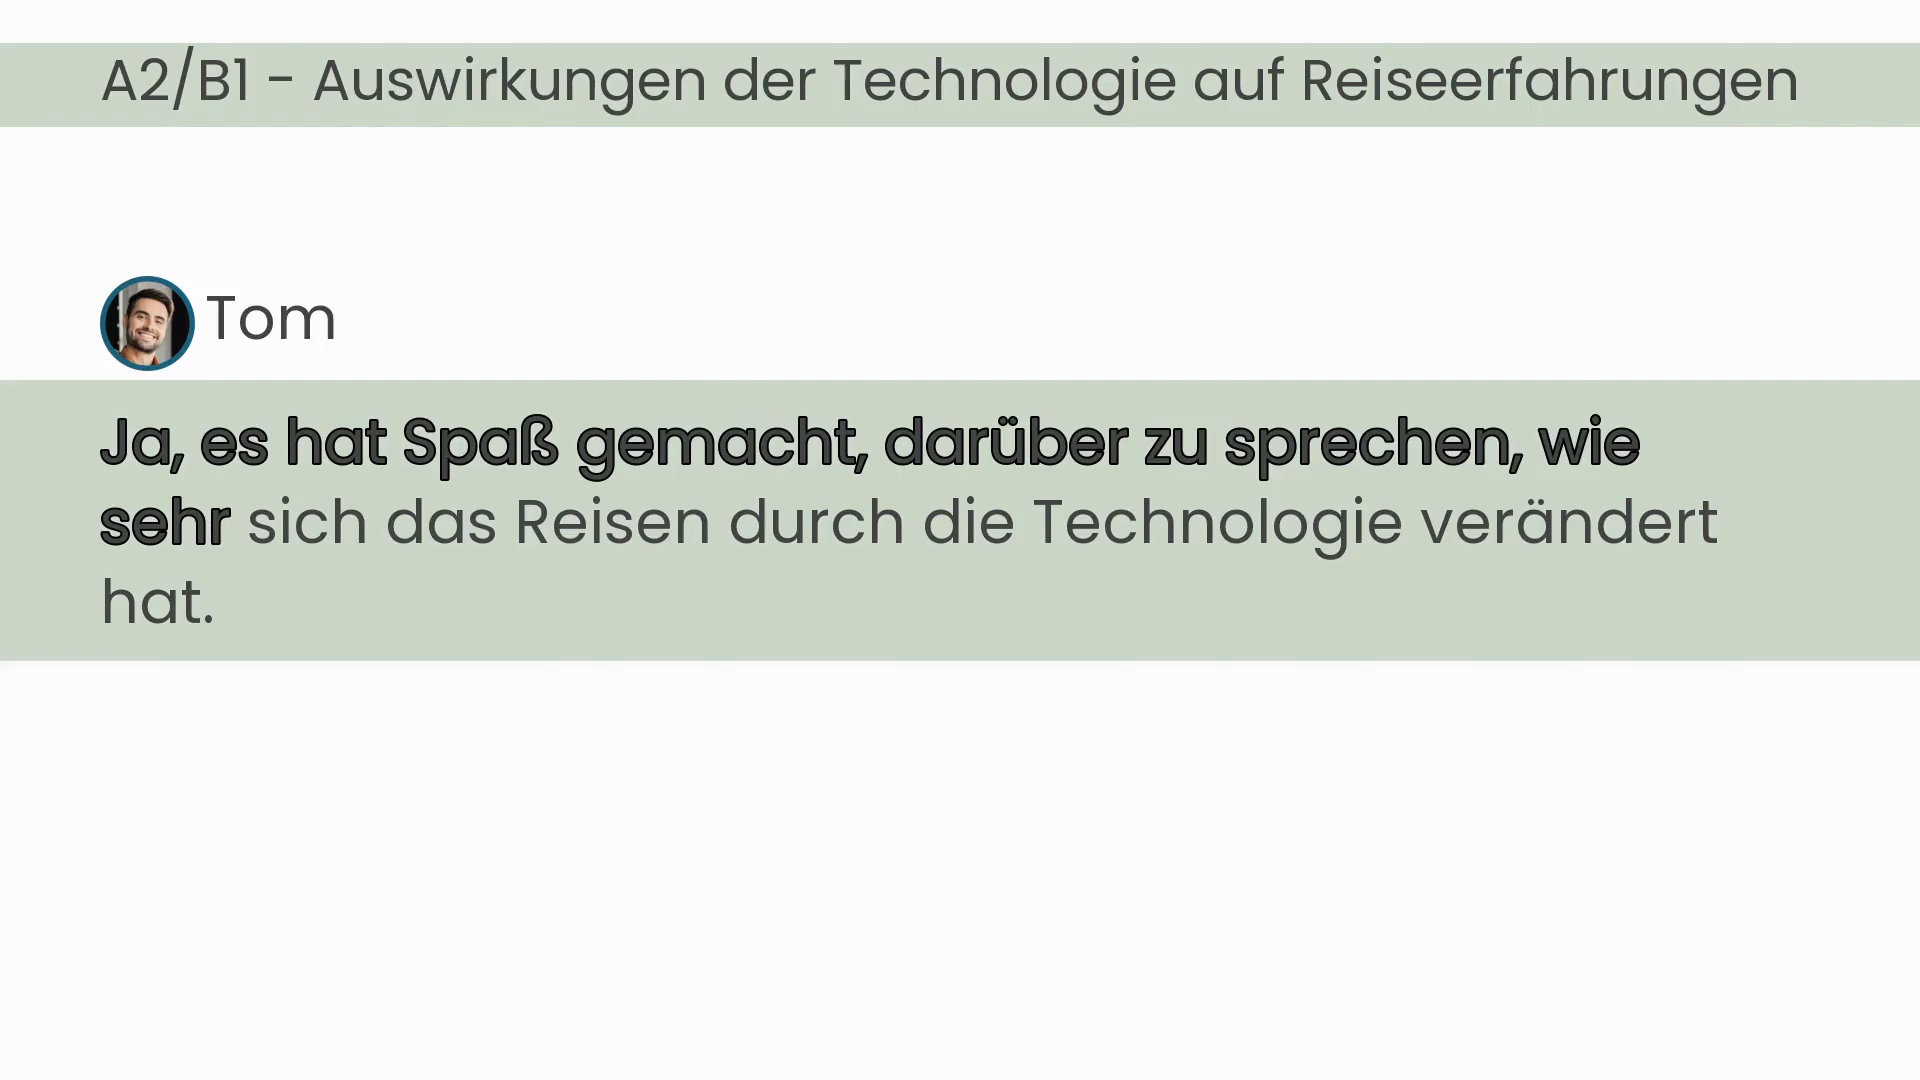 A2/B1 - Auswirkungen der Technologie auf Reiseerfahrungen
Tom
Ja, es hat Spaß gemacht, darüber zu sprechen, wie
sehr sich das Reisen durch die Technologie verändert
hat.